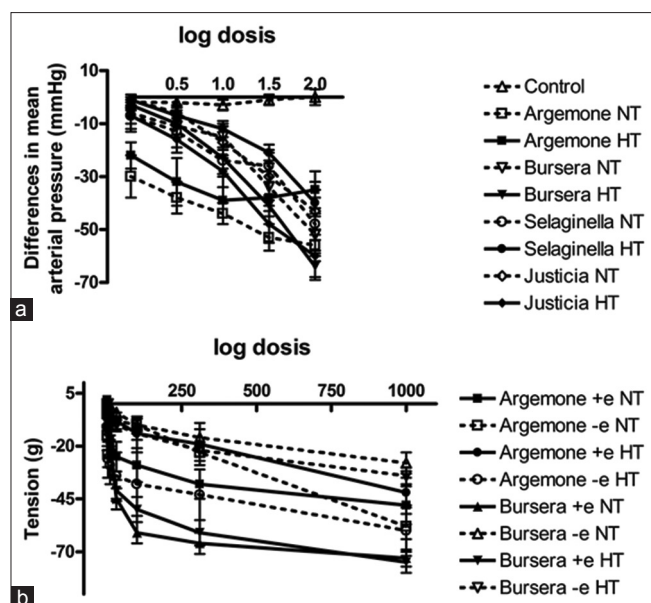 log dosis
0.5 1.0 1.5 2.0
10
-10
-30
-50
-70
Differences in mean
arterial pressure (mmHg)
Control
Argemone NT
Argemone HT
Bursera NT
Bursera HT
Selaginella NT
Selaginella HT
Justicia NT
Justicia HT
a
log dosis
250 500 750 1000
5
-20
-45
-70
Tension (g)
Argemone +e NT
Argemone -e NT
Argemone +e HT
Argemone -e HT
Bursera +e NT
Bursera -e NT
Bursera +e HT
Bursera -e HT
b